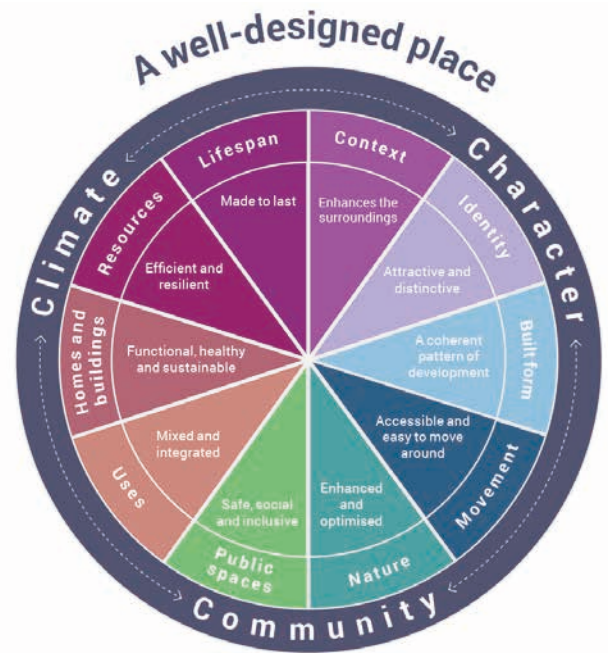 A well-designed place
Climate
Character
Community
Context
Enhances the
surroundings
Identity
Attractive and
distinctive
Built form
A coherent
pattern of
development
Movement
Accessible and
easy to move
around
Nature
Enhanced
and
optimised
Public
spaces
Safe, social
and inclusive
Uses
Mixed and
integrated
Homes and
buildings
Functional, healthy
and sustainable
Resources
Efficient and
resilient
Lifespan
Made to last